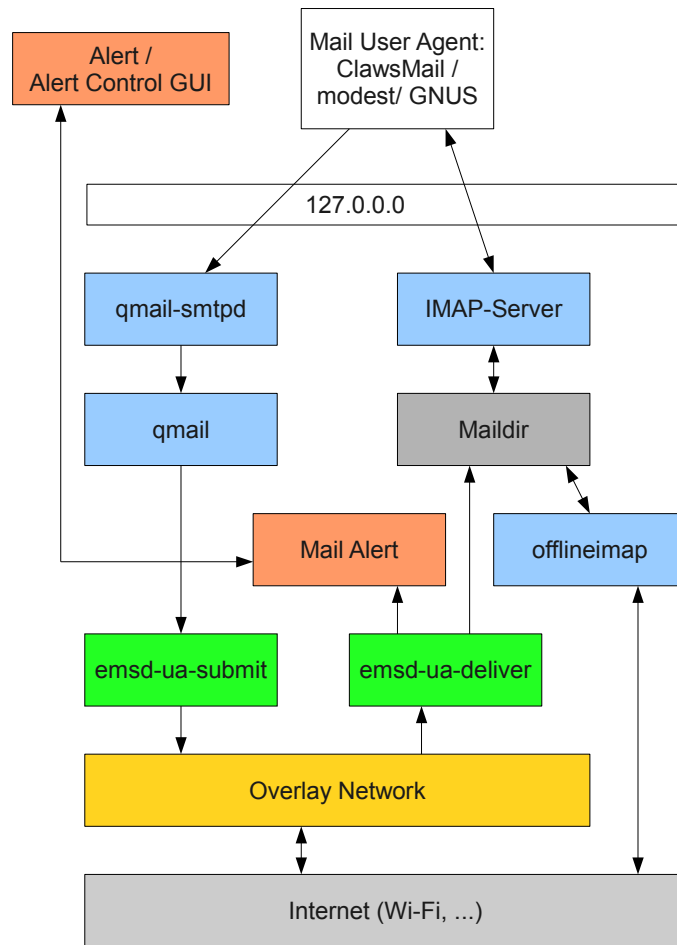 Alert /
Alert Control GUI
Mail User Agent:
ClawsMail /
modest/ GNUS
127.0.0.0
qmail-smtpd
IMAP-Server
qmail
Maildir
Mail Alert
offlineimap
emsd-ua-submit
emsd-ua-deliver
Overlay Network
Internet (Wi-Fi, ...)